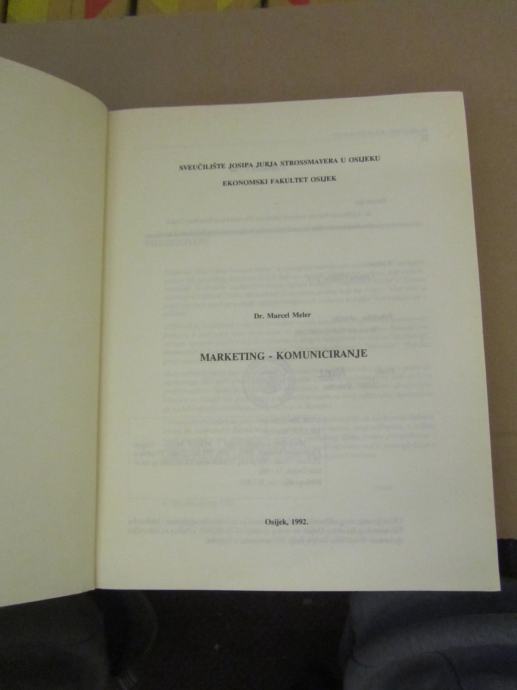 SVEUČILIŠTE JOSIPA JURJA STROSSMAYERA U OSIJEKU
EKONOMSKI FAKULTET OSIJEK
Dr. Marcel Meler
MARKETING - KOMUNICIRANJE
Osijek, 1992.